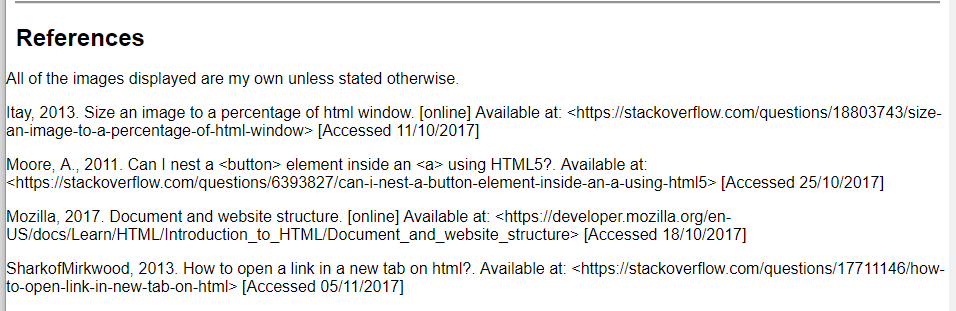 References
All of the images displayed are my own unless stated otherwise.
Itay, 2013. Size an image to a percentage of html window. [online] Available at: <https://stackoverflow.com/questions/18803743/size-
an-image-to-a-percentage-of-html-window> [Accessed 11/10/2017]
Moore, A., 2011. Can I nest a <button> element inside an <a> using HTML5?. Available at:
<https://stackoverflow.com/questions/6393827/can-i-nest-a-button-element-inside-an-a-using-html5> [Accessed 25/10/2017]
Mozilla, 2017. Document and website structure. [online] Available at: <https://developer.mozilla.org/en-
US/docs/Learn/HTML/Introduction_to_HTML/Document_and_website_structure> [Accessed 18/10/2017]
SharkofMirkwood, 2013. How to open a link in a new tab on html?. Available at: <https://stackoverflow.com/questions/17711146/how-
to-open-link-in-new-tab-on-html> [Accessed 05/11/2017]